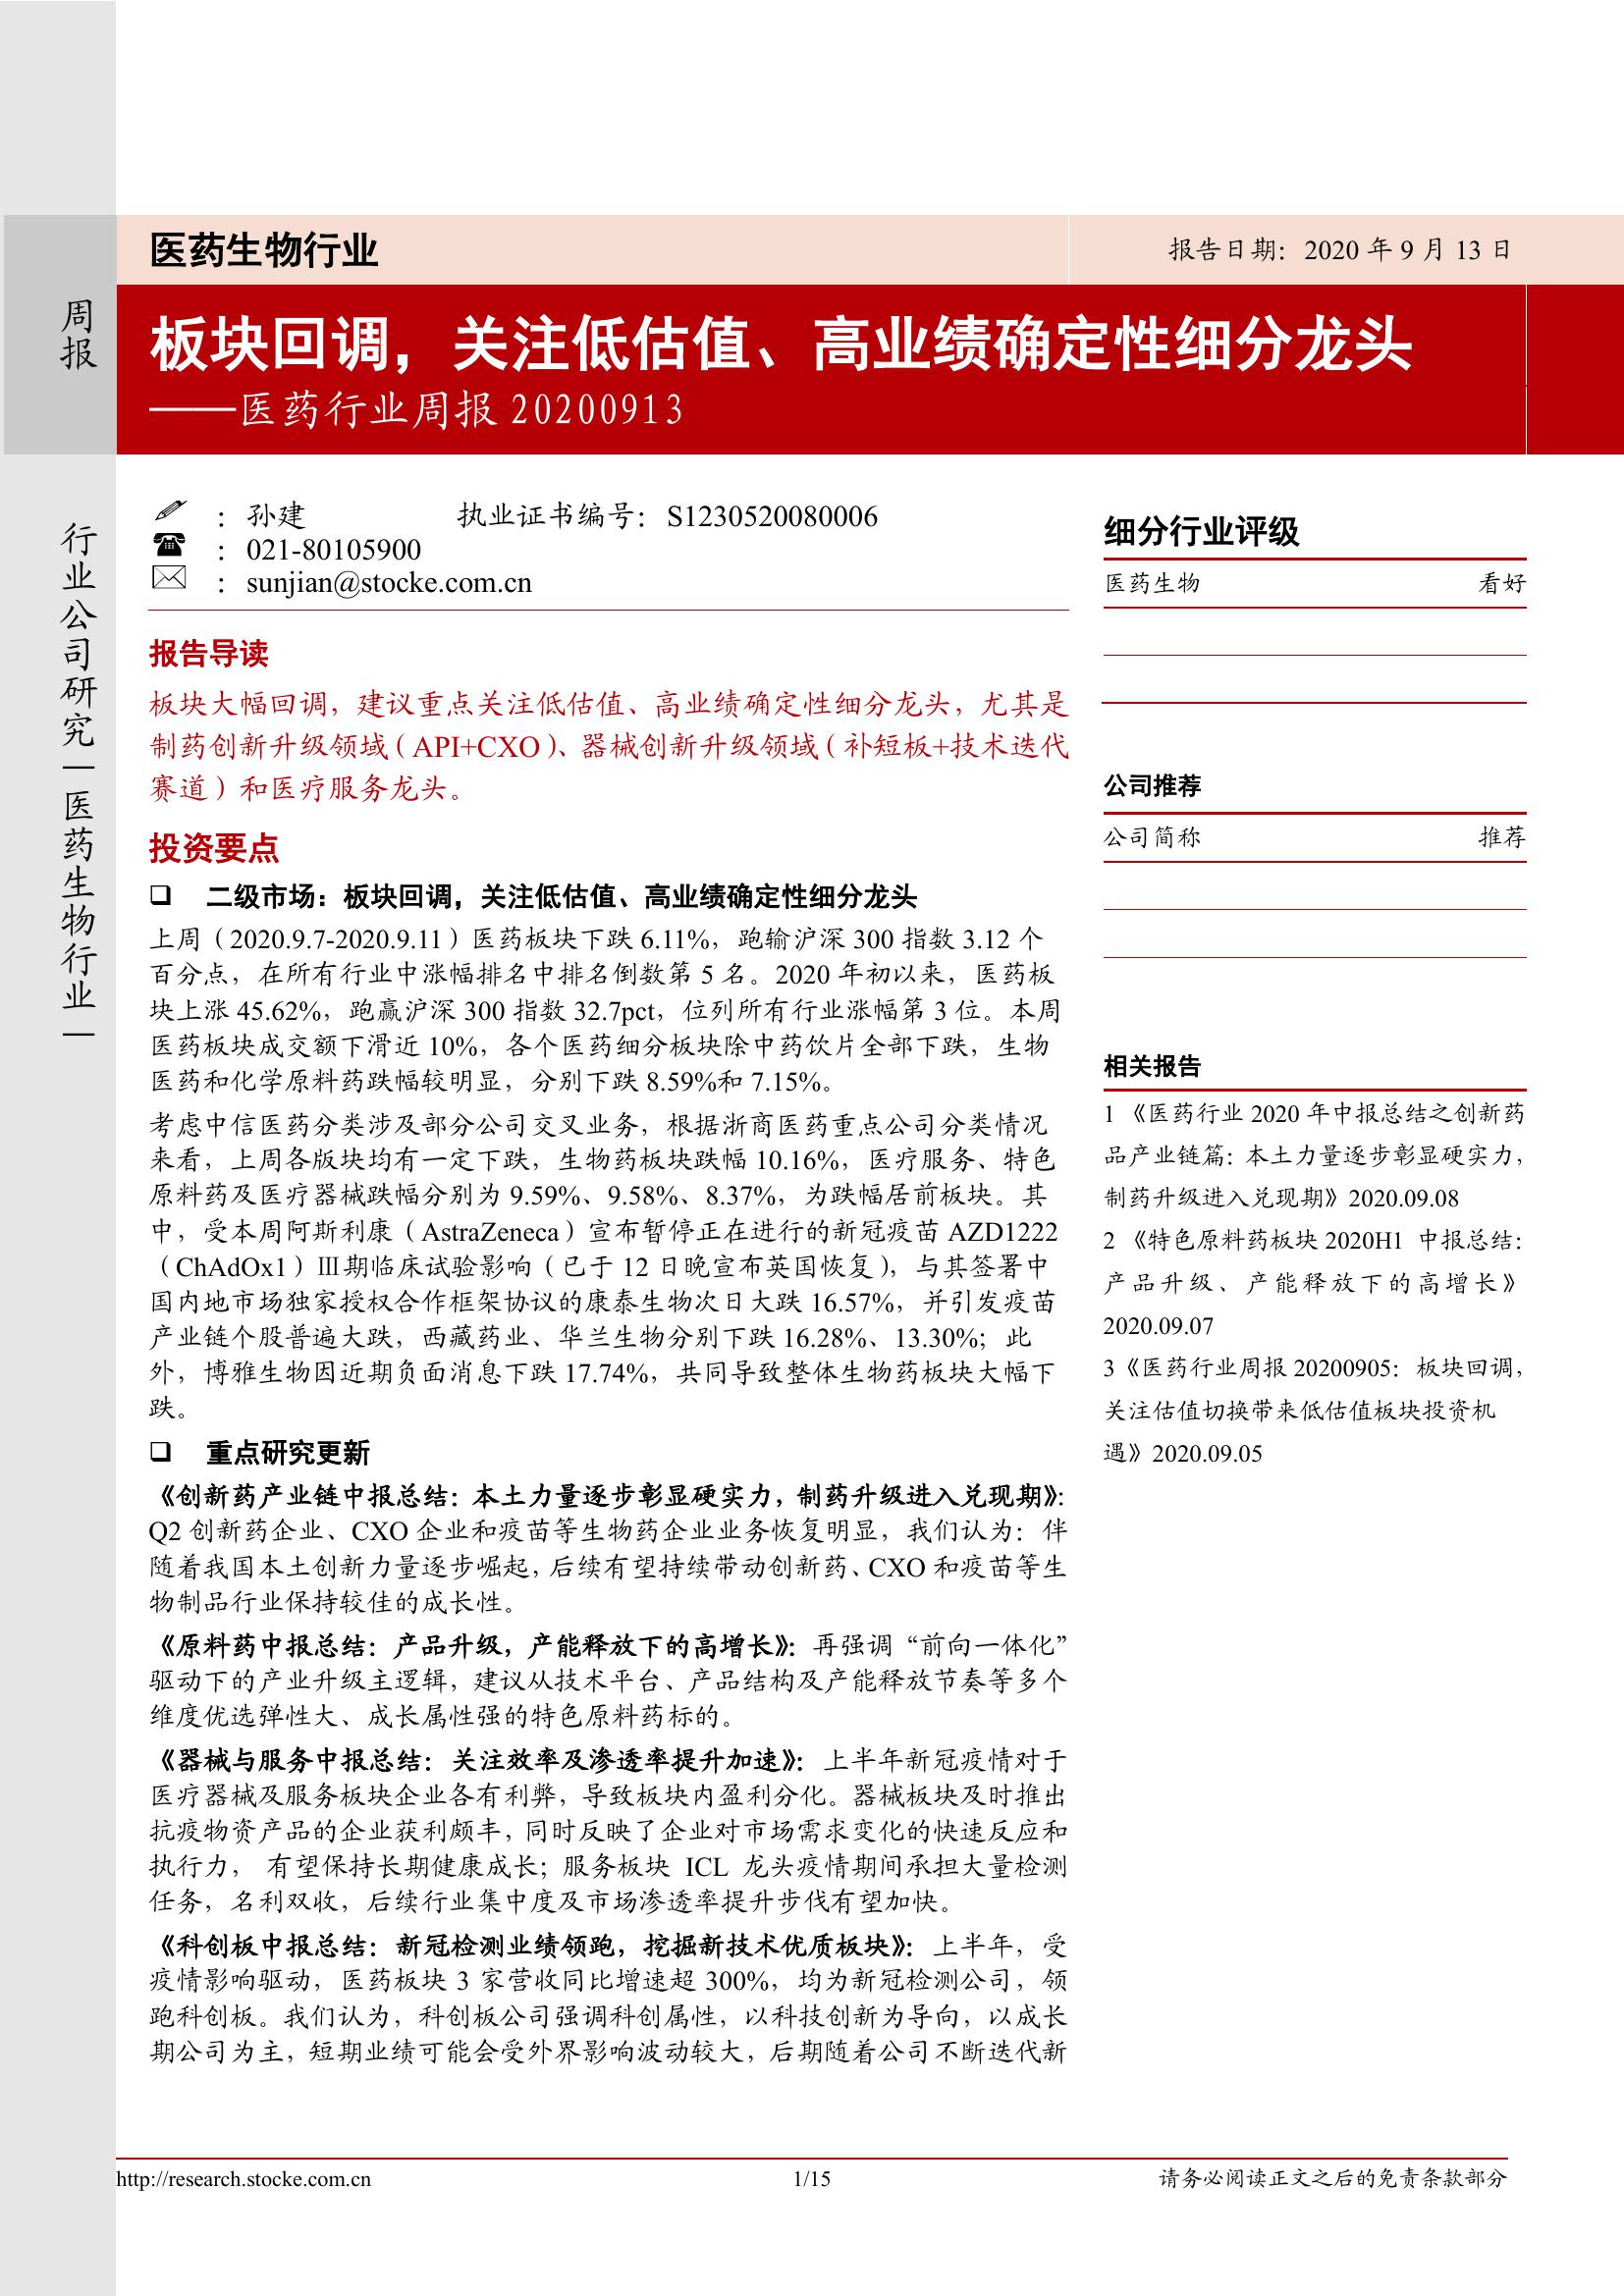 医药生物行业
报告日期：2020 年 9 月 13 日
周报
板块回调，关注低估值、高业绩确定性细分龙头
——医药行业周报 20200913
行业公司研究｜医药生物行业｜
：孙建 执业证书编号：S1230520080006
：021-80105900
：sunjian@stocke.com.cn
报告导读
板块大幅回调，建议重点关注低估值、高业绩确定性细分龙头，尤其是
制药创新升级领域（API+CXO）、器械创新升级领域（补短板+技术迭代
赛道）和医疗服务龙头。
投资要点
❑ 二级市场：板块回调，关注低估值、高业绩确定性细分龙头
上周（2020.9.7-2020.9.11）医药板块下跌 6.11%，跑输沪深 300 指数 3.12 个
百分点，在所有行业中涨幅排名中排名倒数第 5 名。2020 年初以来，医药板
块上涨 45.62%，跑赢沪深 300 指数 32.7pct，位列所有行业涨幅第 3 位。本周
医药板块成交额下滑近 10%，各个医药细分板块除中药饮片全部下跌，生物
医药和化学原料药跌幅较明显，分别下跌 8.59%和 7.15%。
考虑中信医药分类涉及部分公司交叉业务，根据浙商医药重点公司分类情况
来看，上周各版块均有一定下跌，生物药板块跌幅 10.16%，医疗服务、特色
原料药及医疗器械跌幅分别为 9.59%、9.58%、8.37%，为跌幅居前板块。其
中，受本周阿斯利康（AstraZeneca）宣布暂停正在进行的新冠疫苗 AZD1222
（ChAdOx1）Ⅲ期临床试验影响（已于 12 日晚宣布英国恢复），与其签署中
国内地市场独家授权合作框架协议的康泰生物次日大跌 16.57%，并引发疫苗
产业链个股普遍大跌，西藏药业、华兰生物分别下跌 16.28%、13.30%；此
外，博雅生物因近期负面消息下跌 17.74%，共同导致整体生物药板块大幅下
跌。
❑ 重点研究更新
《创新药产业链中报总结：本土力量逐步彰显硬实力，制药升级进入兑现期》：
Q2 创新药企业、CXO 企业和疫苗等生物药企业业务恢复明显，我们认为：伴
随着我国本土创新力量逐步崛起，后续有望持续带动创新药、CXO 和疫苗等生
物制品行业保持较佳的成长性。
《原料药中报总结：产品升级，产能释放下的高增长》：再强调“前向一体化”
驱动下的产业升级主逻辑，建议从技术平台、产品结构及产能释放节奏等多个
维度优选弹性大、成长属性强的特色原料药标的。
《器械与服务中报总结：关注效率及渗透率提升加速》：上半年新冠疫情对于
医疗器械及服务板块企业各有利弊，导致板块内盈利分化。器械板块及时推出
抗疫物资产品的企业获利颇丰，同时反映了企业对市场需求变化的快速反应和
执行力， 有望保持长期健康成长；服务板块 ICL 龙头疫情期间承担大量检测
任务，名利双收，后续行业集中度及市场渗透率提升步伐有望加快。
《科创板中报总结：新冠检测业绩领跑，挖掘新技术优质板块》：上半年，受
疫情影响驱动，医药板块 3 家营收同比增速超 300%，均为新冠检测公司，领
跑科创板。我们认为，科创板公司强调科创属性，以科技创新为导向，以成长
期公司为主，短期业绩可能会受外界影响波动较大，后期随着公司不断迭代新
细分行业评级
医药生物 看好
公司推荐
公司简称 推荐
相关报告
1 《医药行业 2020 年中报总结之创新药
品产业链篇：本土力量逐步彰显硬实力，
制药升级进入兑现期》2020.09.08
2 《特色原料药板块 2020H1 中报总结：
产品升级、产能释放下的高增长》
2020.09.07
3《医药行业周报 20200905：板块回调，
关注估值切换带来低估值板块投资机
遇》2020.09.05
http://research.stocke.com.cn
1/15
请务必阅读正文之后的免责条款部分